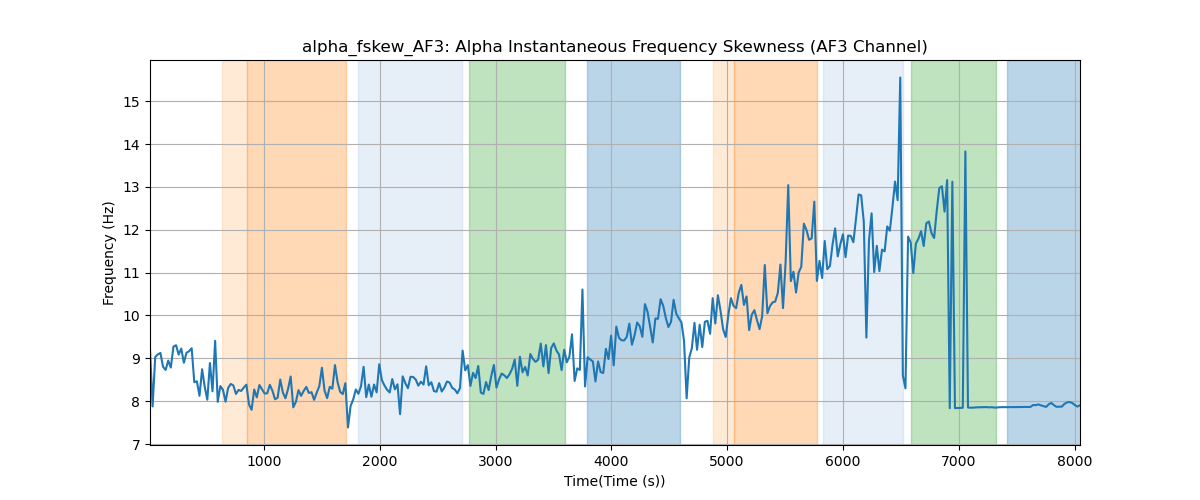 alpha_fskew_AF3: Alpha Instantaneous Frequency Skewness (AF3 Channel)
Frequency (Hz)
15
14
13
12
11
10
9
8
7
1000 2000 3000 4000 5000 6000 7000 8000
Time(Time (s))